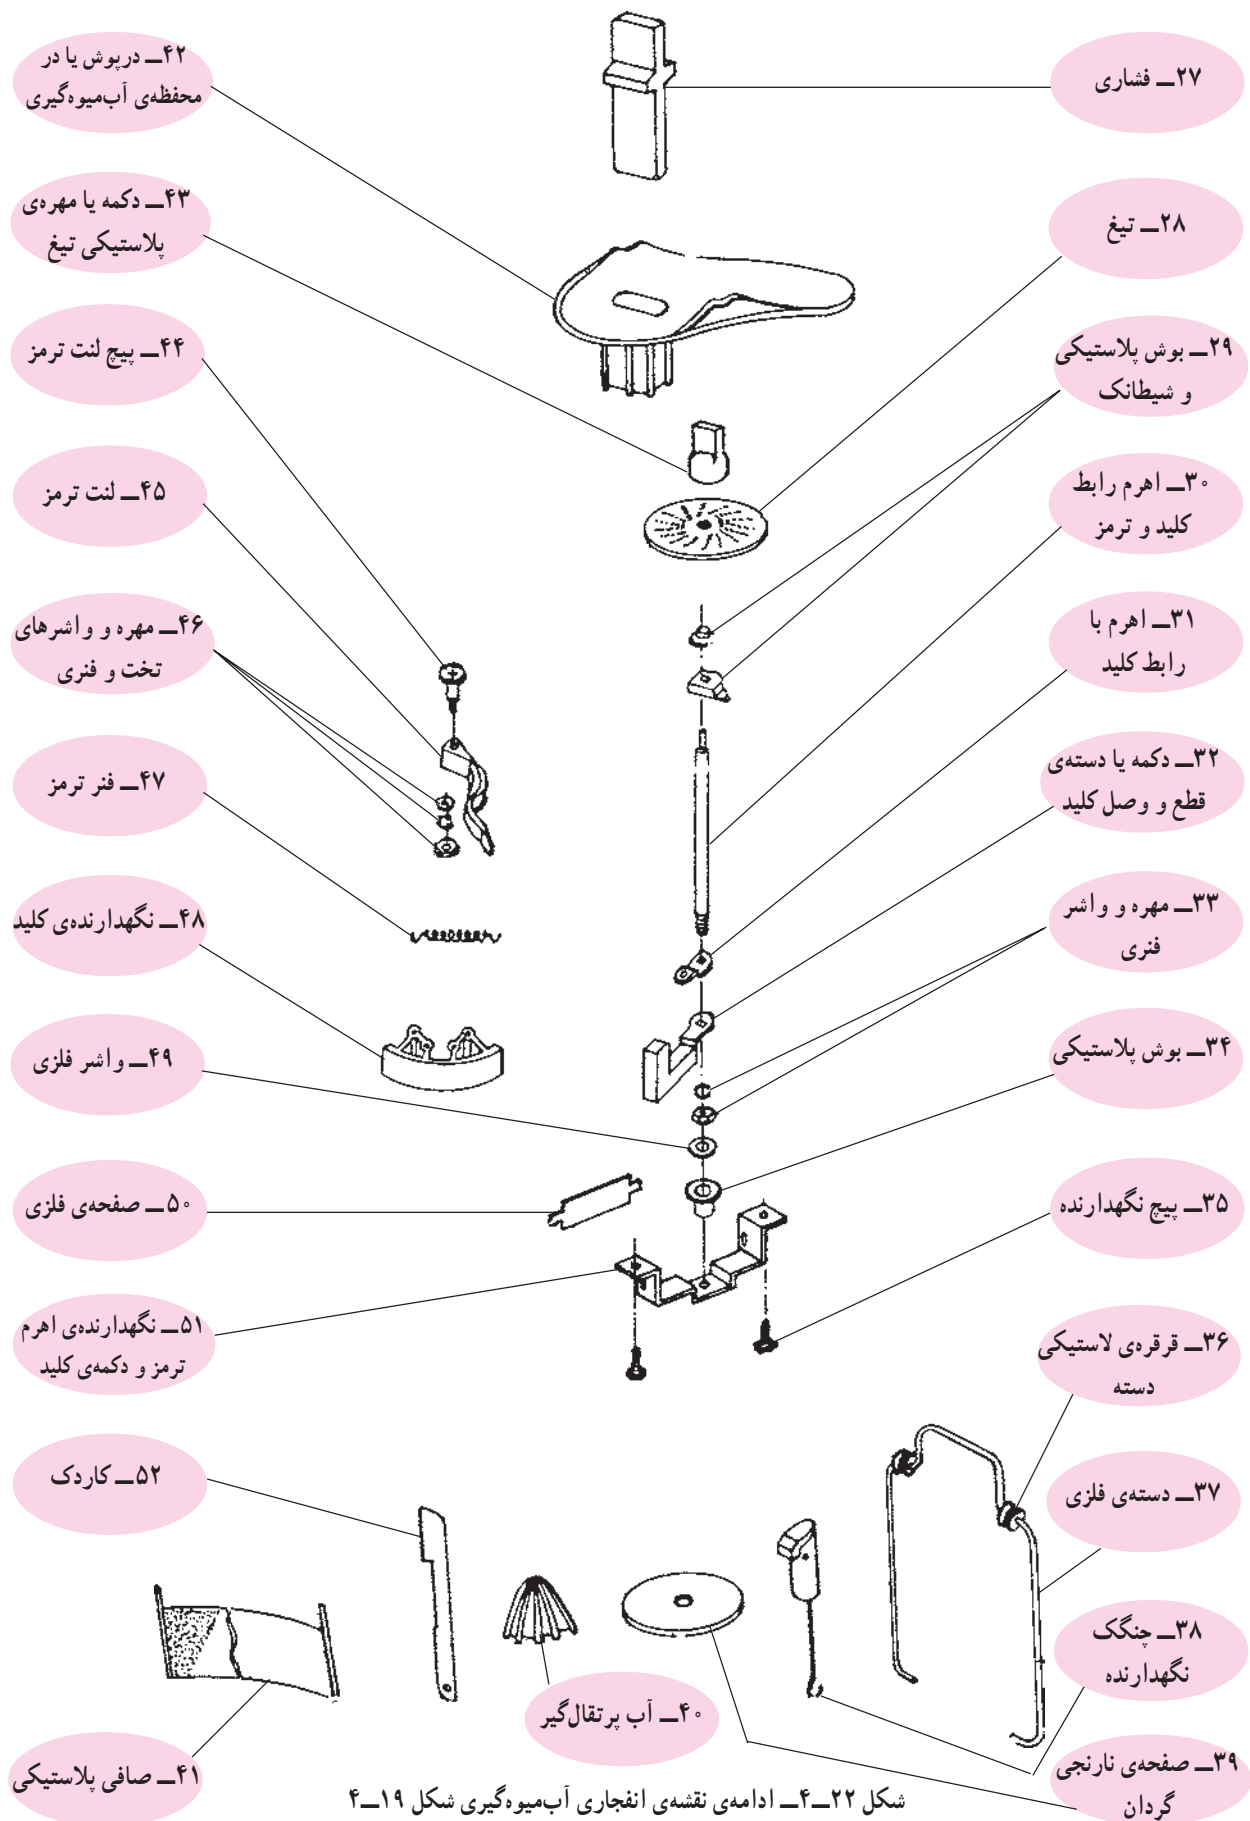 ۲۷ــ فشاری
۲۸ــ تیغ
۲۹ــ بوش پلاستیکی
و شیطانک
۳۰ــ اهرم رابط
کلید و ترمز
۳۱ــ اهرم با
رابط کلید
۳۲ــ دکمه یا دسته‌ی
قطع و وصل کلید
۳۳ــ مهره و واشر
فنری
۳۴ــ بوش پلاستیکی
۳۵ــ پیچ نگهدارنده
۳۶ــ قرقره‌ی لاستیکی
دسته
۳۷ــ دسته‌ی فلزی
۳۸ــ چنگک
نگهدارنده
۳۹ــ صفحه‌ی نارنجی
گردان
۴۰ــ آب پرتقال‌گیر
۴۱ــ صافی پلاستیکی
۴۲ــ درپوش یا در
محفظه‌ی آب‌میوه‌گیری
۴۳ــ دکمه یا مهره‌ی
پلاستیکی تیغ
۴۴ــ پیچ لنت ترمز
۴۵ــ لنت ترمز
۴۶ــ مهره و واشرهای
تخت و فنری
۴۷ــ فنر ترمز
۴۸ــ نگهدارنده‌ی کلید
۴۹ــ واشر فلزی
۵۰ــ صفحه‌ی فلزی
۵۱ــ نگهدارنده‌ی اهرم
ترمز و دکمه‌ی کلید
۵۲ــ کاردک
شکل ۲۲ــ۴ــ ادامه‌ی نقشه‌ی انفجاری آب‌میوه‌گیری شکل ۱۹ــ۴